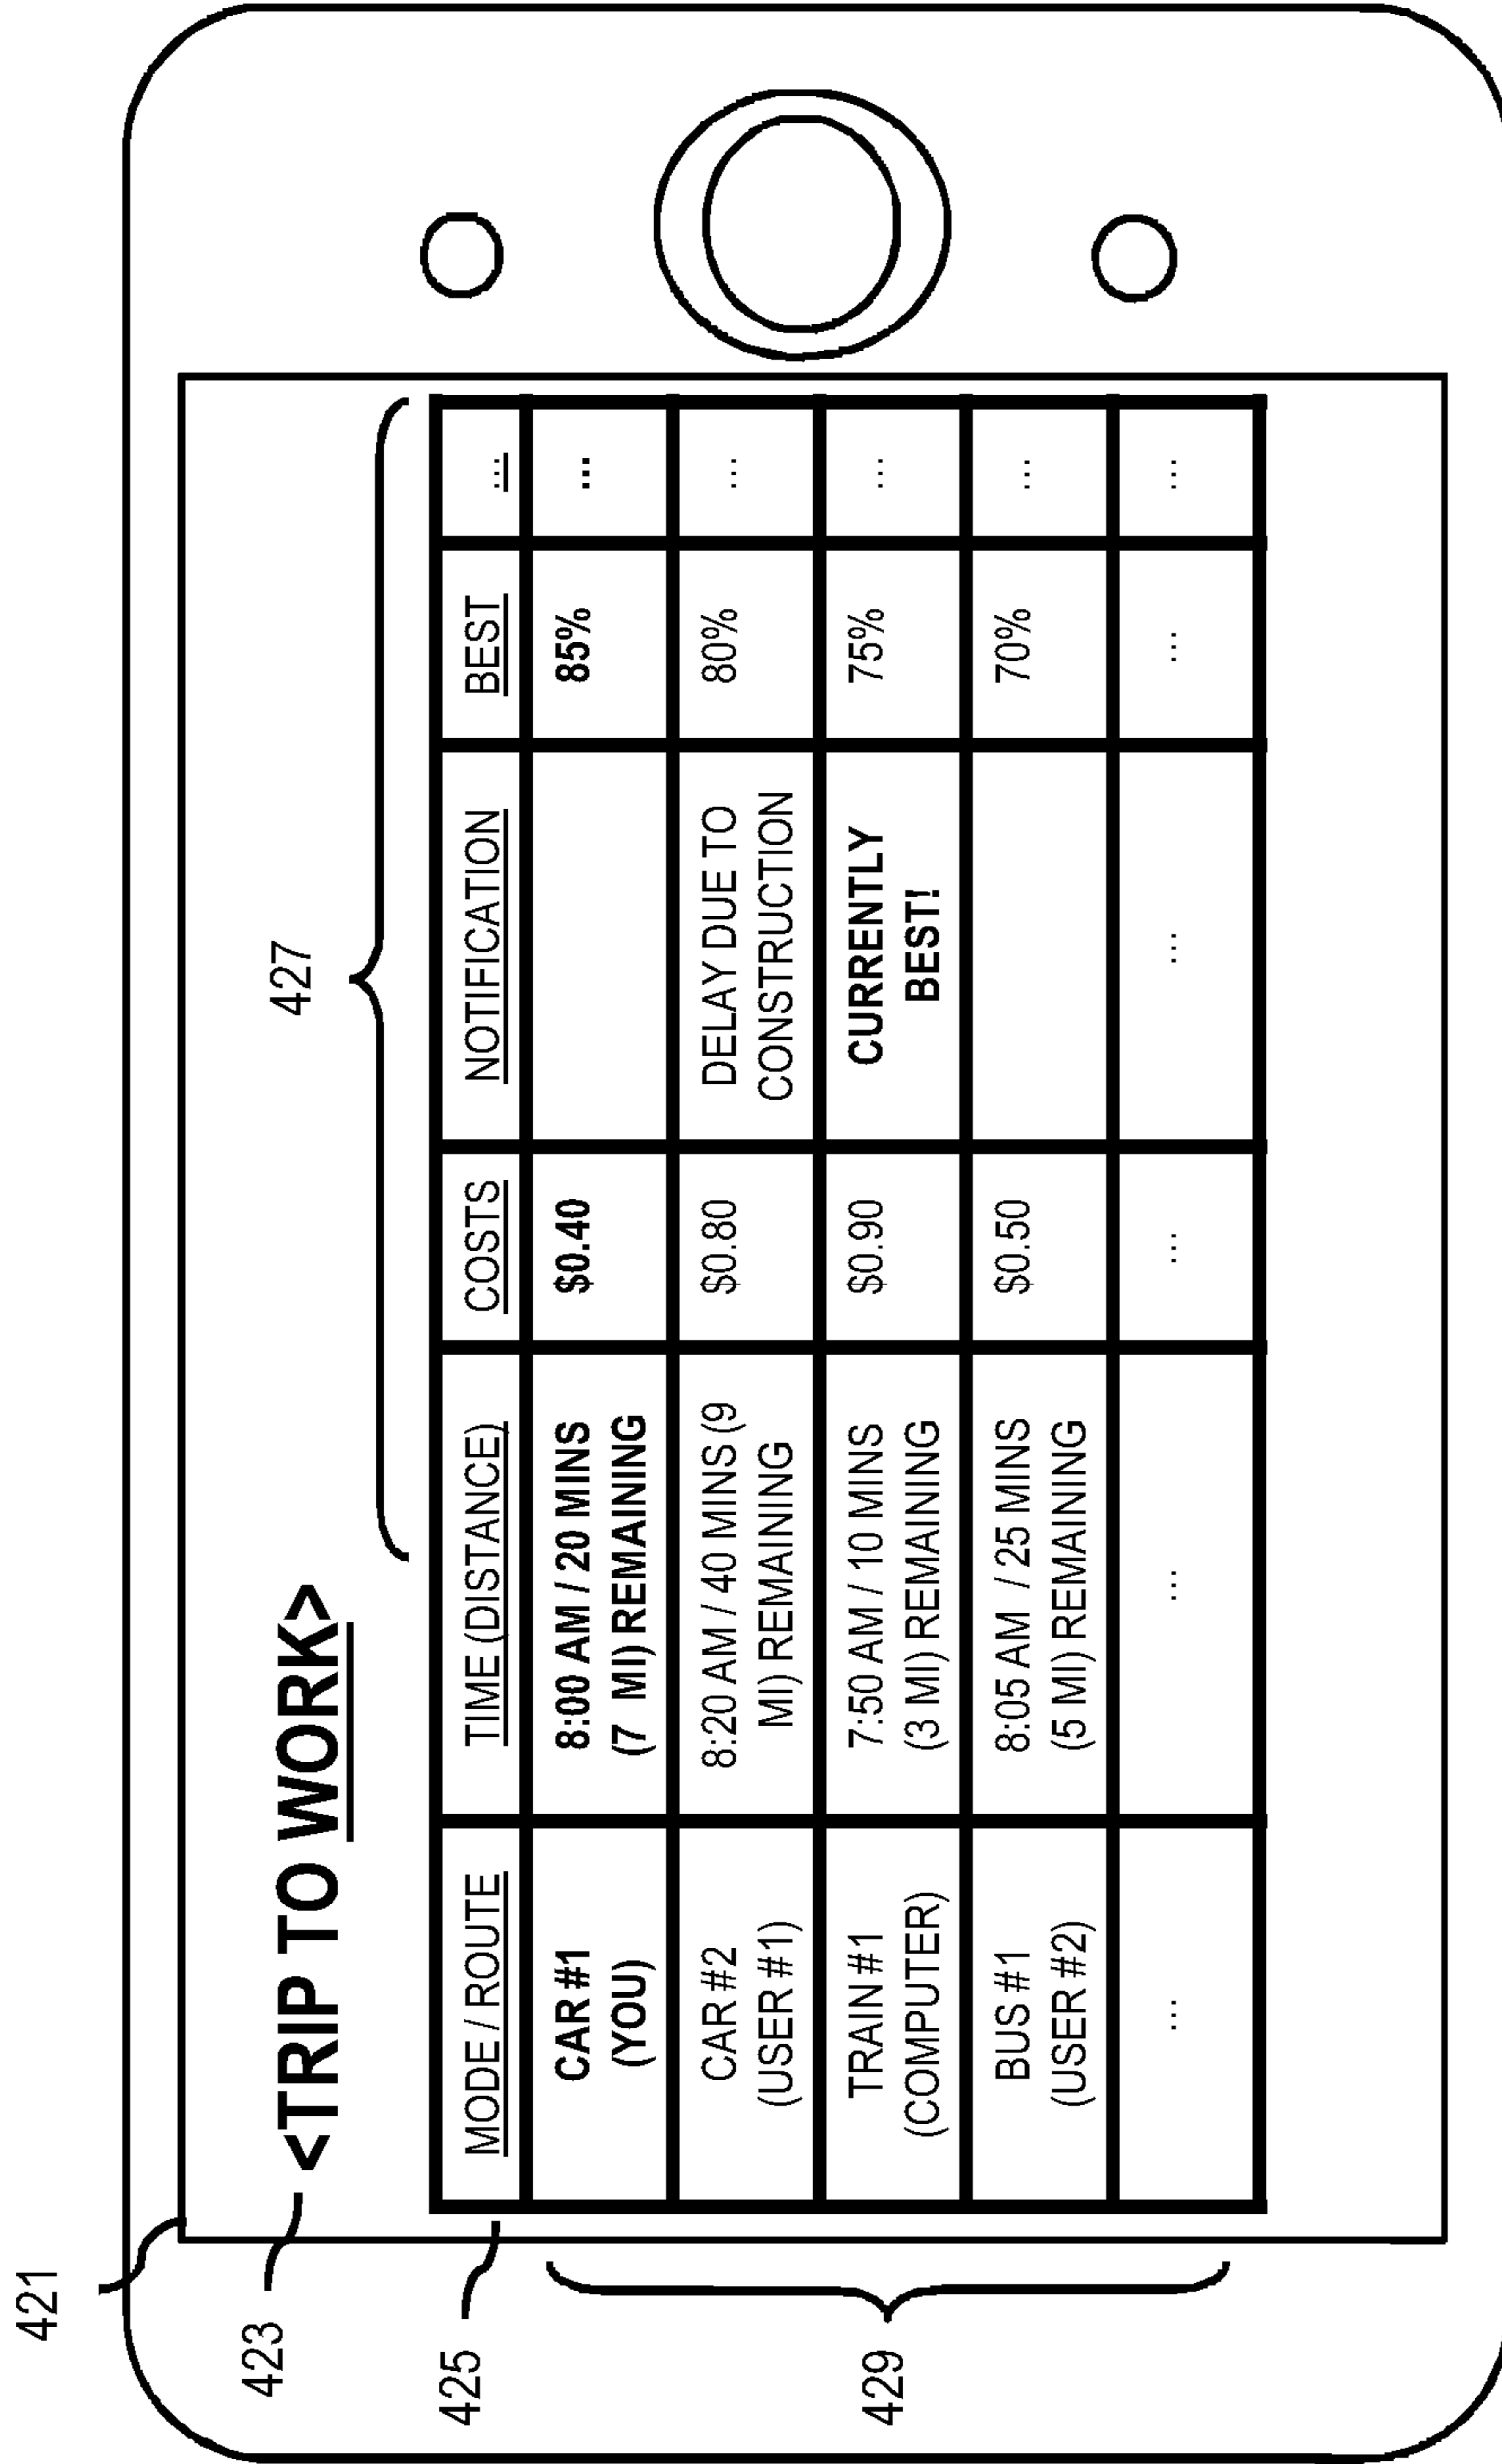 421
423
<TRIP TO WORK>
427
425
MODE / ROUTE
TIME (DISTANCE)
COSTS
NOTIFICATION
BEST
...
429
CAR #1
(YOU)
8:00 AM / 20 MINS
(7 MI) REMAINING
$0.40
85%
...
CAR #2
(USER #1)
8:20 AM / 40 MINS (9
MI) REMAINING
$0.80
DELAY DUE TO
CONSTRUCTION
80%
...
TRAIN #1
(COMPUTER)
7:50 AM / 10 MINS
(3 MI) REMAINING
$0.90
CURRENTLY
BEST!
75%
...
BUS #1
(USER #2)
8:05 AM / 25 MINS
(5 MI) REMAINING
$0.50
70%
...
...
...
...
...
...
...